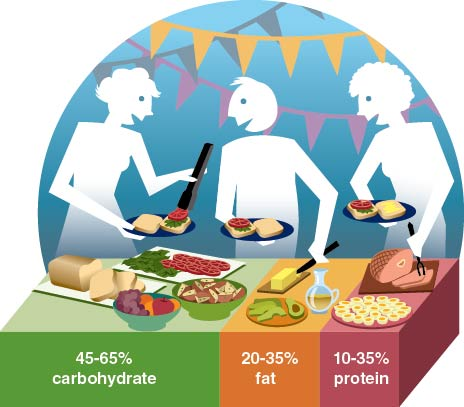 45-65%
carbohydrate
20-35%
fat
10-35%
protein